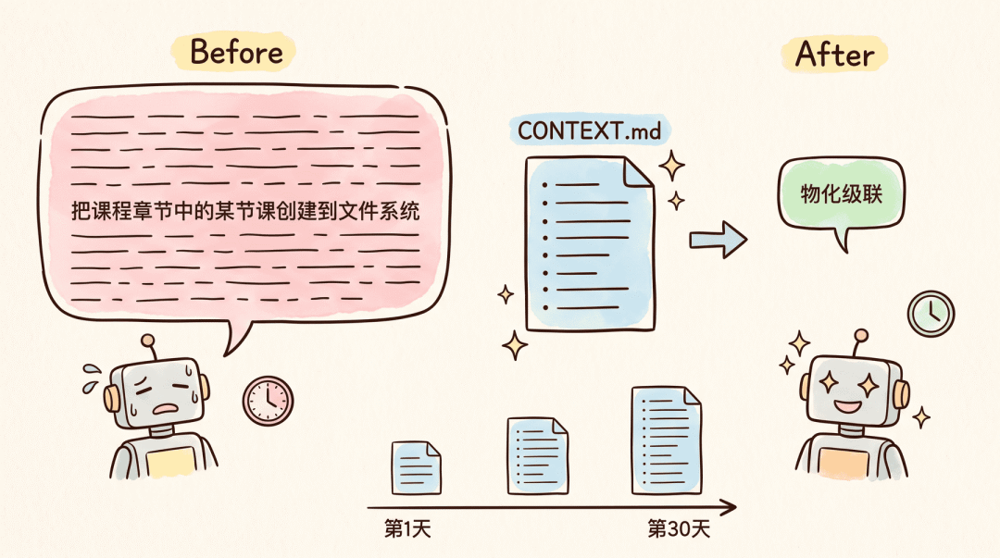 Before
After
CONTEXT.md
把课程章节中的某节课创建到文件系统
物化级联
第1天
第30天